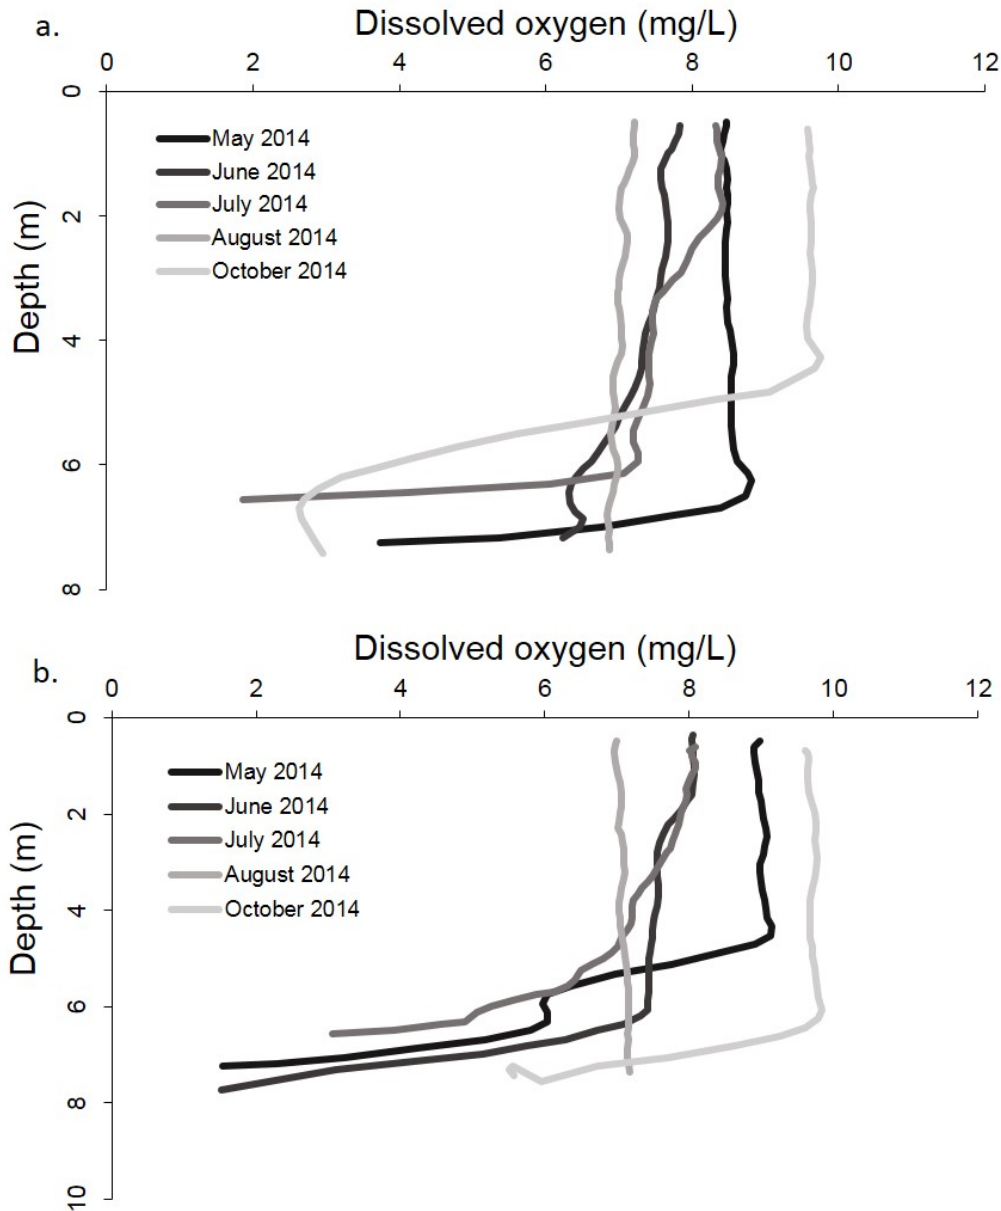 a.
Dissolved oxygen (mg/L)
0 2 4 6 8 10 12
0
May 2014
June 2014
July 2014
August 2014
October 2014
2
4
6
8
Depth (m)
b.
Dissolved oxygen (mg/L)
0 2 4 6 8 10 12
0
May 2014
June 2014
July 2014
August 2014
October 2014
2
4
6
8
10
Depth (m)